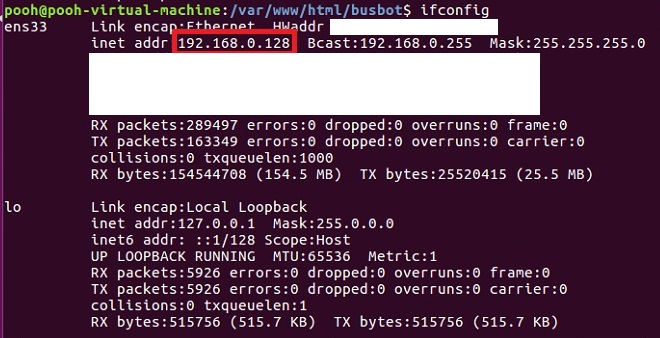 pooh@pooh-virtual-machine:/var/www/html/busbot$ ifconfig
ens33 Link encap:Ethernet HWaddr
inet addr:192.168.0.128 Bcast:192.168.0.255 Mask:255.255.255.0
RX packets:289497 errors:0 dropped:0 overruns:0 frame:0
TX packets:163349 errors:0 dropped:0 overruns:0 carrier:0
collisions:0 txqueuelen:1000
RX bytes:154544708 (154.5 MB) TX bytes:25520415 (25.5 MB)
lo Link encap:Local Loopback
inet addr:127.0.0.1 Mask:255.0.0.0
inet6 addr: ::1/128 Scope:Host
UP LOOPBACK RUNNING MTU:65536 Metric:1
RX packets:5926 errors:0 dropped:0 overruns:0 frame:0
TX packets:5926 errors:0 dropped:0 overruns:0 carrier:0
collisions:0 txqueuelen:1
RX bytes:515756 (515.7 KB) TX bytes:515756 (515.7 KB)